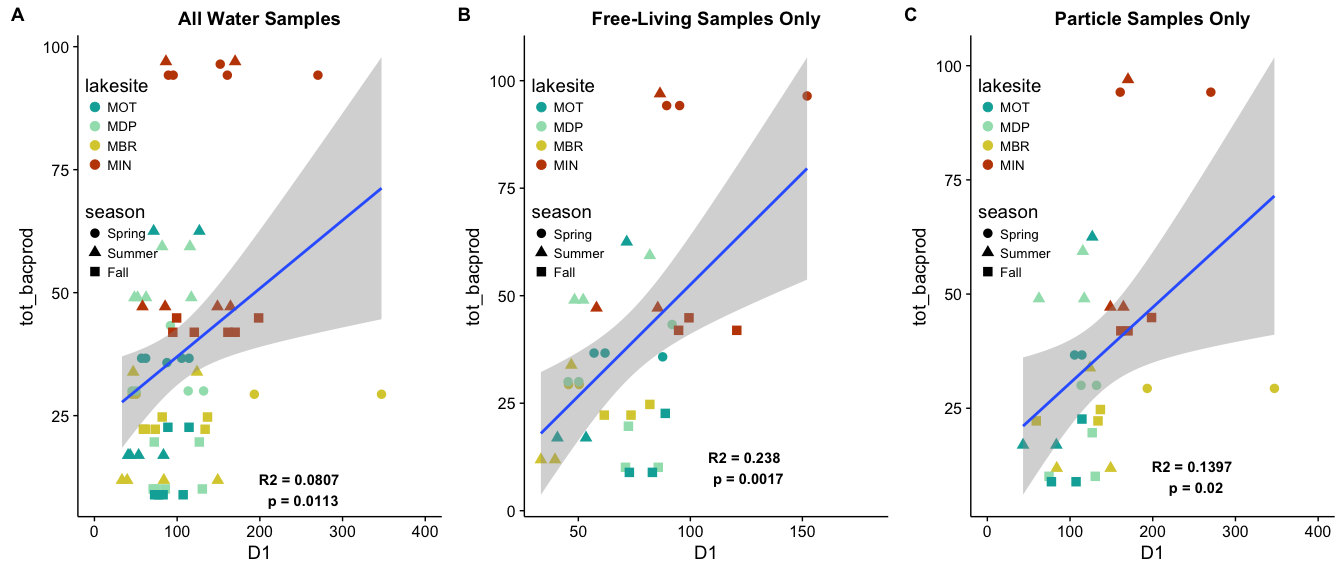 A
All Water Samples
tot_bacprod
100
75
50
25
lakesite
MOT
MDP
MBR
MIN
season
Spring
Summer
Fall
R2 = 0.0807
p = 0.0113
0
100
200
300
400
D1
B
Free-Living Samples Only
tot_bacprod
100
75
50
25
0
lakesite
MOT
MDP
MBR
MIN
season
Spring
Summer
Fall
R2 = 0.238
p = 0.0017
50
100
150
D1
C
Particle Samples Only
tot_bacprod
100
75
50
25
lakesite
MOT
MDP
MBR
MIN
season
Spring
Summer
Fall
R2 = 0.1397
p = 0.02
0
100
200
300
400
D1